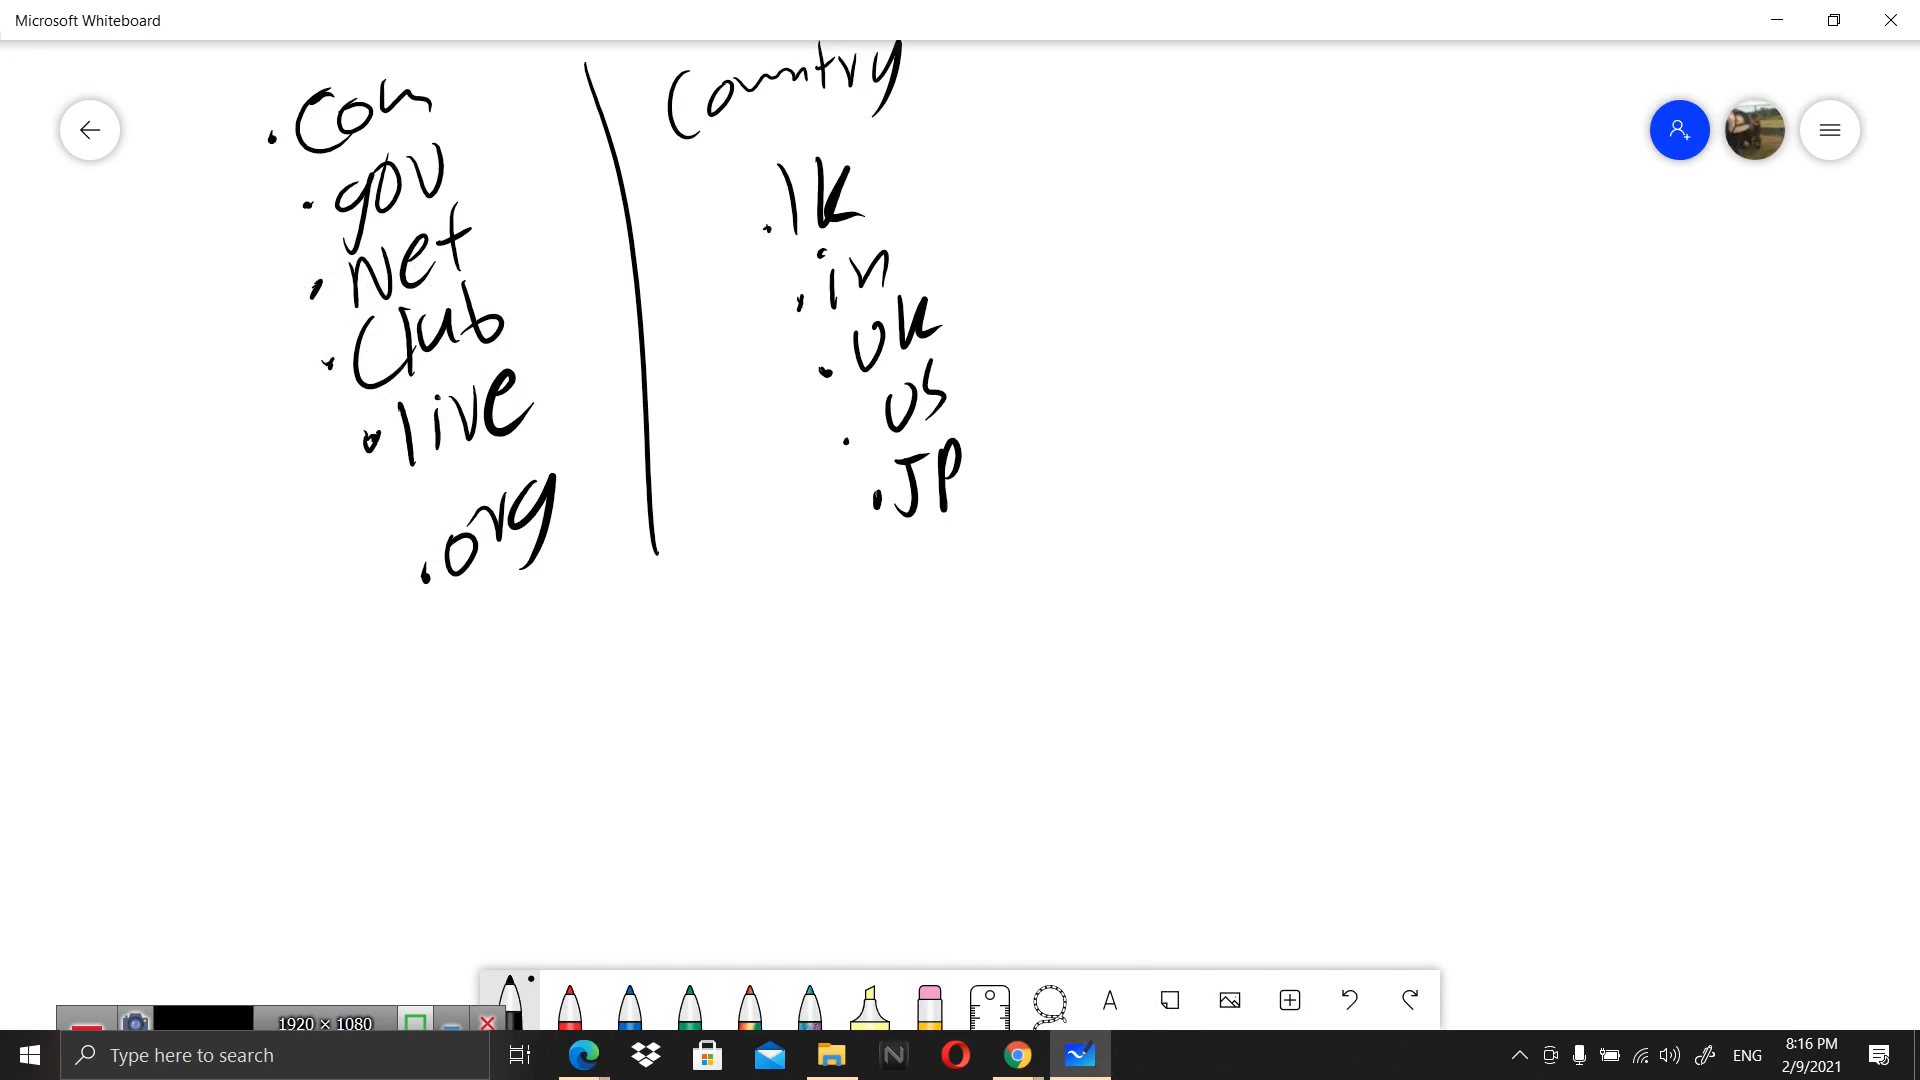 Microsoft Whiteboard
.Com
.gov
.Net
.Club
.live
.org
Country
.lk
.in
.uk
.us
.JP
1920 × 1080
Type here to search
ENG
8:16 PM
2/9/2021